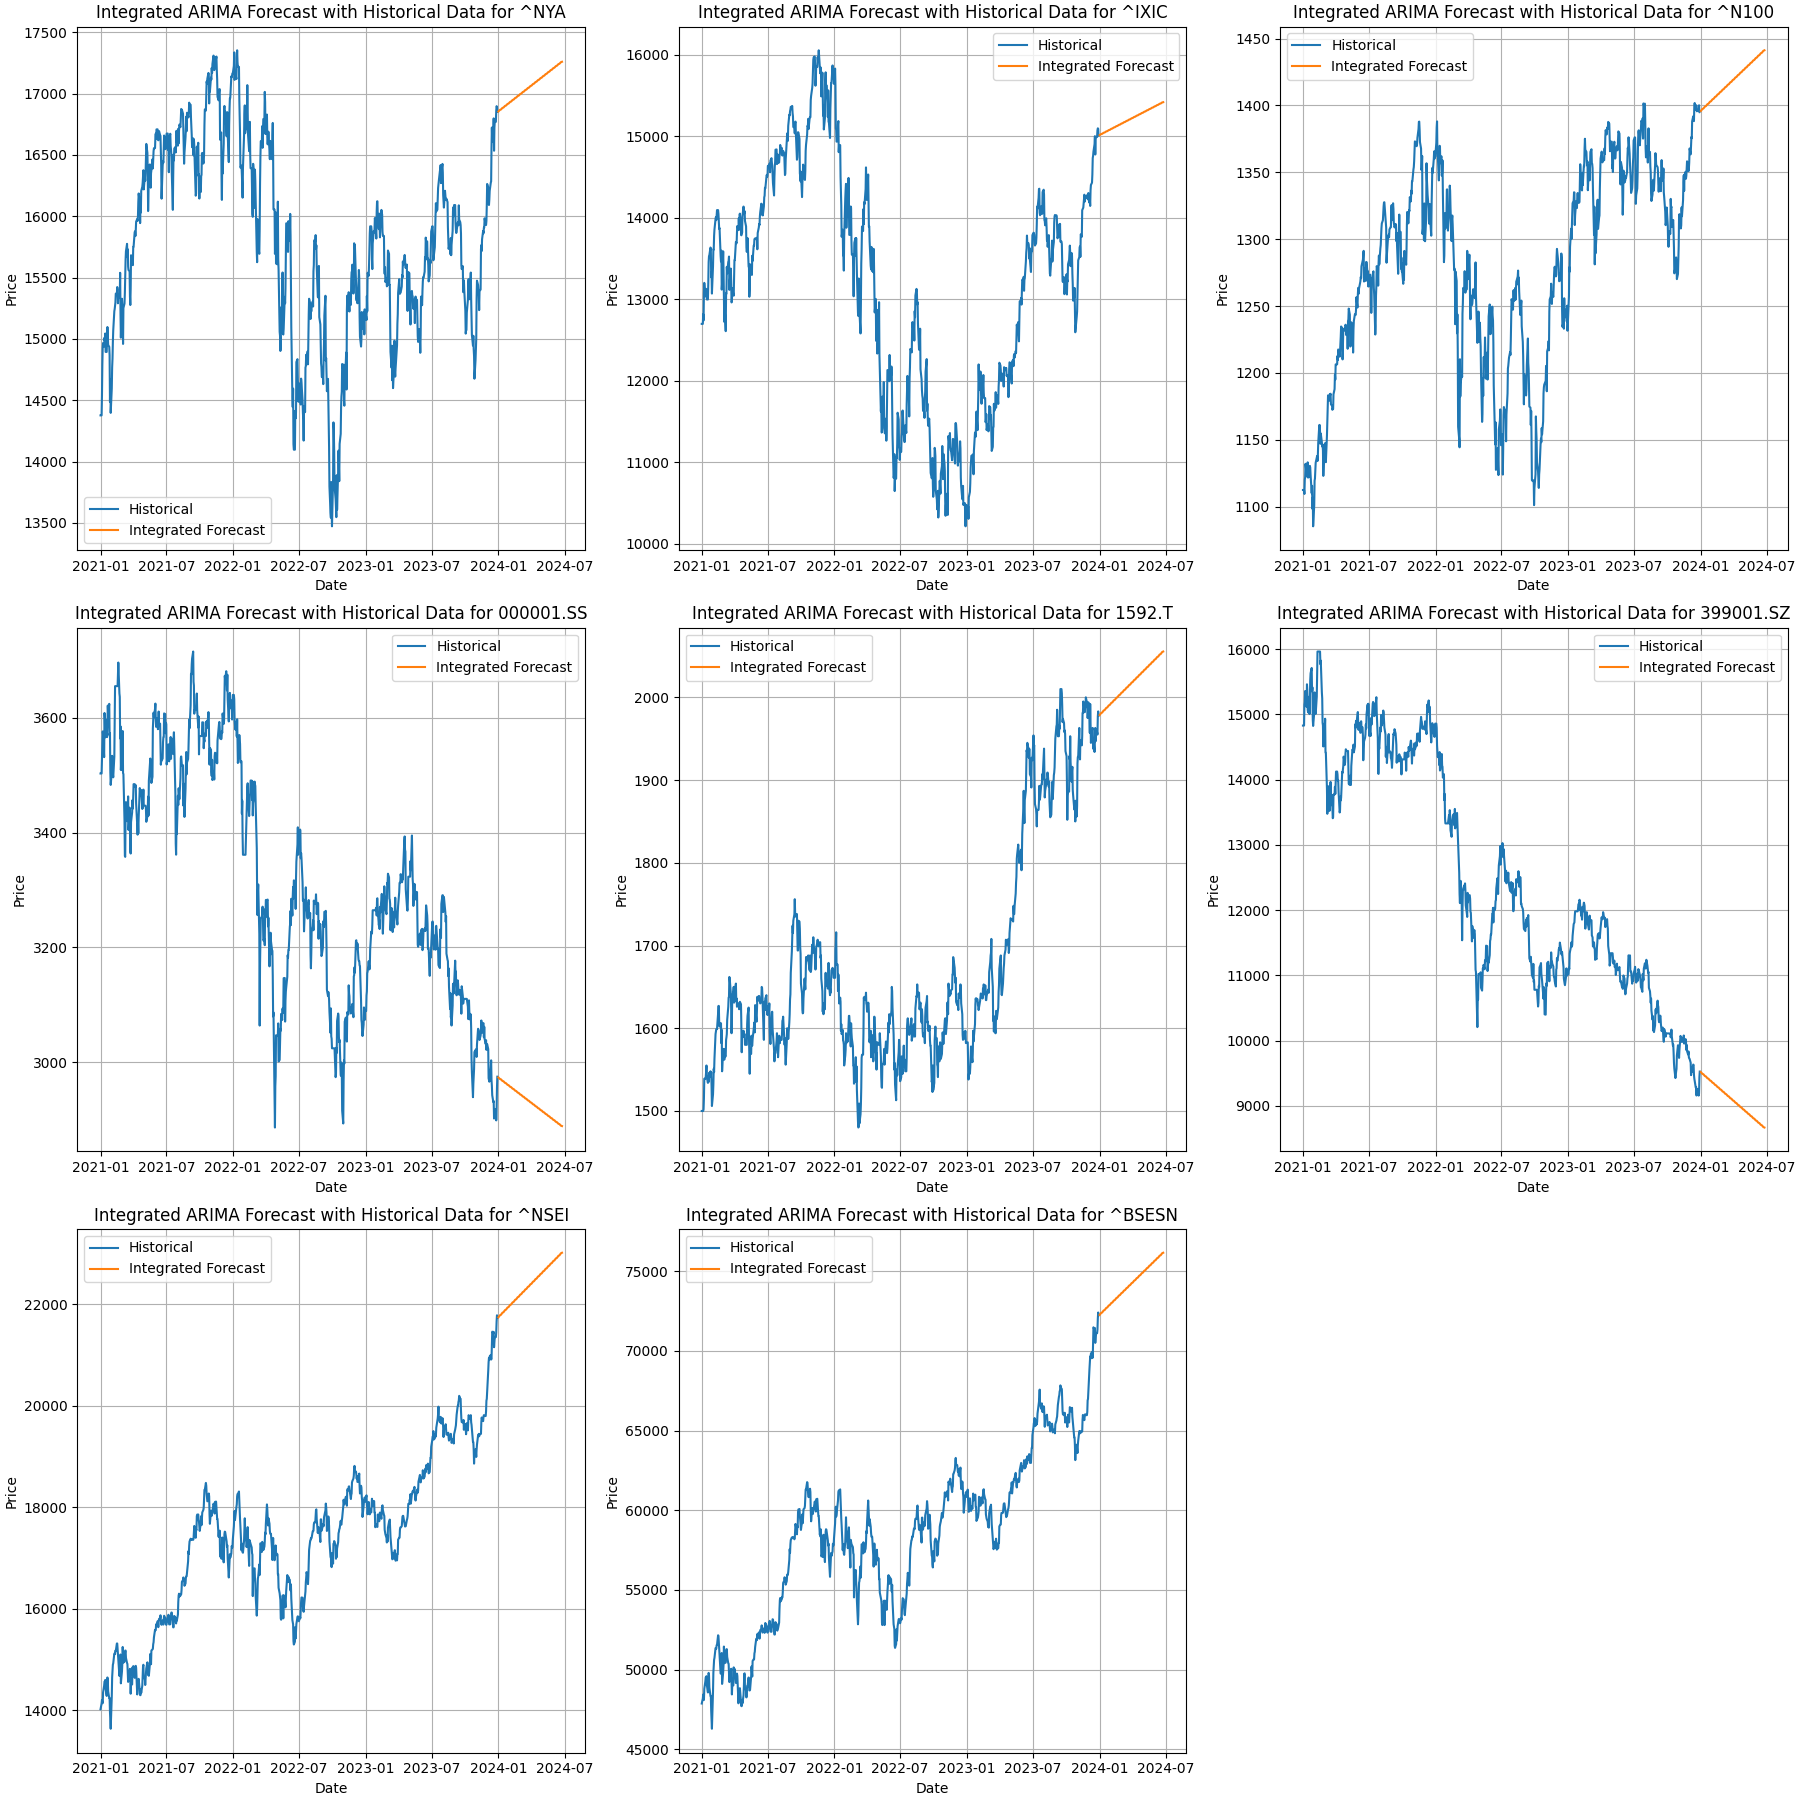 Integrated ARIMA Forecast with Historical Data for ^NYA
17500
17000
16500
16000
15500
15000
14500
14000
13500
Price
Historical
Integrated Forecast
2021-01 2021-07 2022-01 2022-07 2023-01 2023-07 2024-01 2024-07
Date
Integrated ARIMA Forecast with Historical Data for ^IXIC
16000
15000
14000
13000
12000
11000
10000
Price
Historical
Integrated Forecast
2021-01 2021-07 2022-01 2022-07 2023-01 2023-07 2024-01 2024-07
Date
Integrated ARIMA Forecast with Historical Data for ^N100
1450
1400
1350
1300
1250
1200
1150
1100
Price
Historical
Integrated Forecast
2021-01 2021-07 2022-01 2022-07 2023-01 2023-07 2024-01 2024-07
Date
Integrated ARIMA Forecast with Historical Data for 000001.SS
3600
3400
3200
3000
Price
Historical
Integrated Forecast
2021-01 2021-07 2022-01 2022-07 2023-01 2023-07 2024-01 2024-07
Date
Integrated ARIMA Forecast with Historical Data for 1592.T
2000
1900
1800
1700
1600
1500
Price
Historical
Integrated Forecast
2021-01 2021-07 2022-01 2022-07 2023-01 2023-07 2024-01 2024-07
Date
Integrated ARIMA Forecast with Historical Data for 399001.SZ
16000
15000
14000
13000
12000
11000
10000
9000
Price
Historical
Integrated Forecast
2021-01 2021-07 2022-01 2022-07 2023-01 2023-07 2024-01 2024-07
Date
Integrated ARIMA Forecast with Historical Data for ^NSEI
22000
20000
18000
16000
14000
Price
Historical
Integrated Forecast
2021-01 2021-07 2022-01 2022-07 2023-01 2023-07 2024-01 2024-07
Date
Integrated ARIMA Forecast with Historical Data for ^BSESN
75000
70000
65000
60000
55000
50000
45000
Price
Historical
Integrated Forecast
2021-01 2021-07 2022-01 2022-07 2023-01 2023-07 2024-01 2024-07
Date